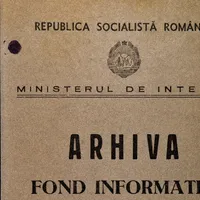 REPUBLICA SOCIALISTĂ ROMÂN
MINISTERUL DE INTE
ARHIVA
FOND INFORMATI